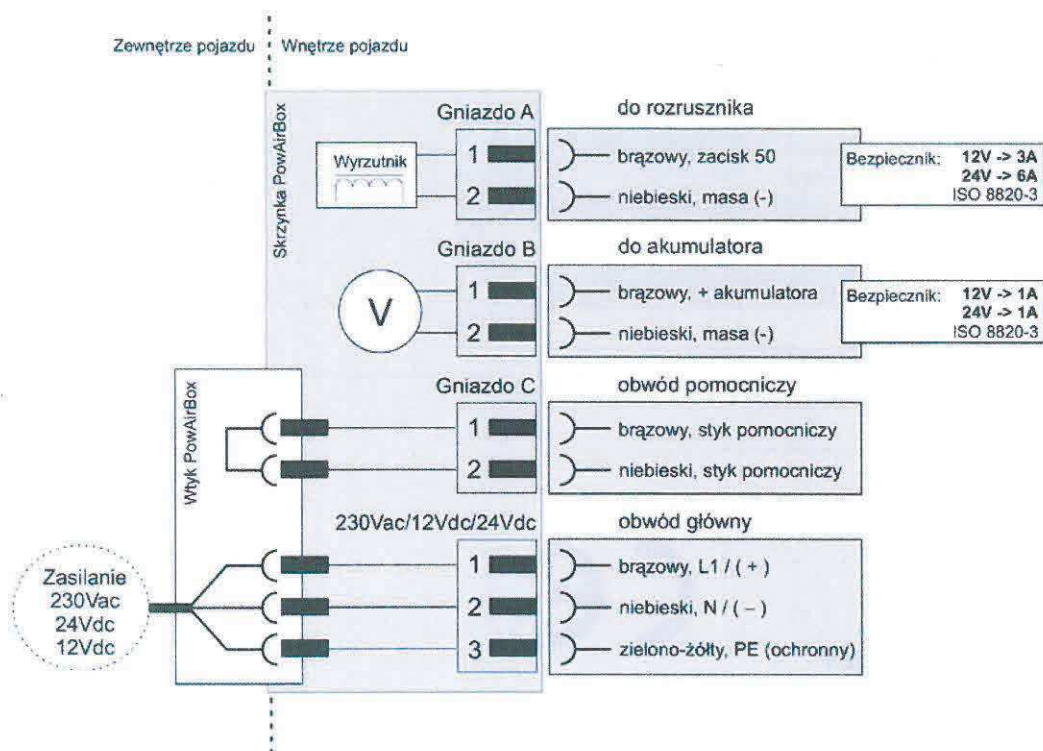 Zewnętrze pojazdu
Wnętrze pojazdu
Skrzynka PowAirBox
Gniazdo A
do rozrusznika
Wyrzutnik
1
brązowy, zacisk 50
2
niebieski, masa (-)
Bezpiecznik: 12V -> 3A
24V -> 6A
ISO 8820-3
Gniazdo B
do akumulatora
V
1
brązowy, + akumulatora
2
niebieski, masa (-)
Bezpiecznik: 12V -> 1A
24V -> 1A
ISO 8820-3
Wtyk PowAirBox
Gniazdo C
obwód pomocniczy
1
brązowy, styk pomocniczy
2
niebieski, styk pomocniczy
230Vac/12Vdc/24Vdc
obwód główny
Zasilanie
230Vac
24Vdc
12Vdc
1
brązowy, L1 / ( + )
2
niebieski, N / ( – )
3
zielono-żółty, PE (ochronny)